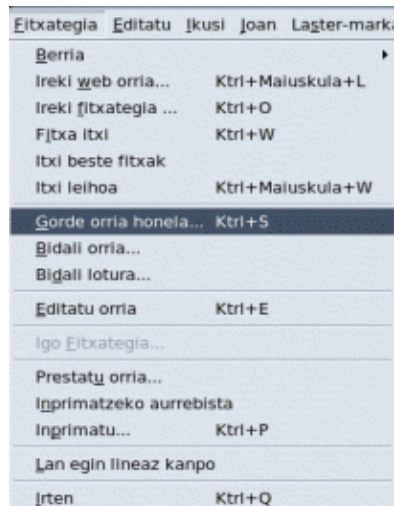 Fitxategia Editatu Ikusi Joan Laster-marka
Berria
Ireki web orria... Ktrl+Maiuskula+L
Ireki fitxategia ... Ktrl+O
Fitxa itxi Ktrl+W
Itxi beste fitxak
Itxi leihoa Ktrl+Maiuskula+W
Gorde orria honela... Ktrl+S
Bidali orria...
Bidali lotura...
Editatu orria Ktrl+E
Igo Fitxategia...
Prestatu orria...
Inprimatzeko aurrebista
Inprimatu... Ktrl+P
Lan egin lineaz kanpo
Irten Ktrl+Q